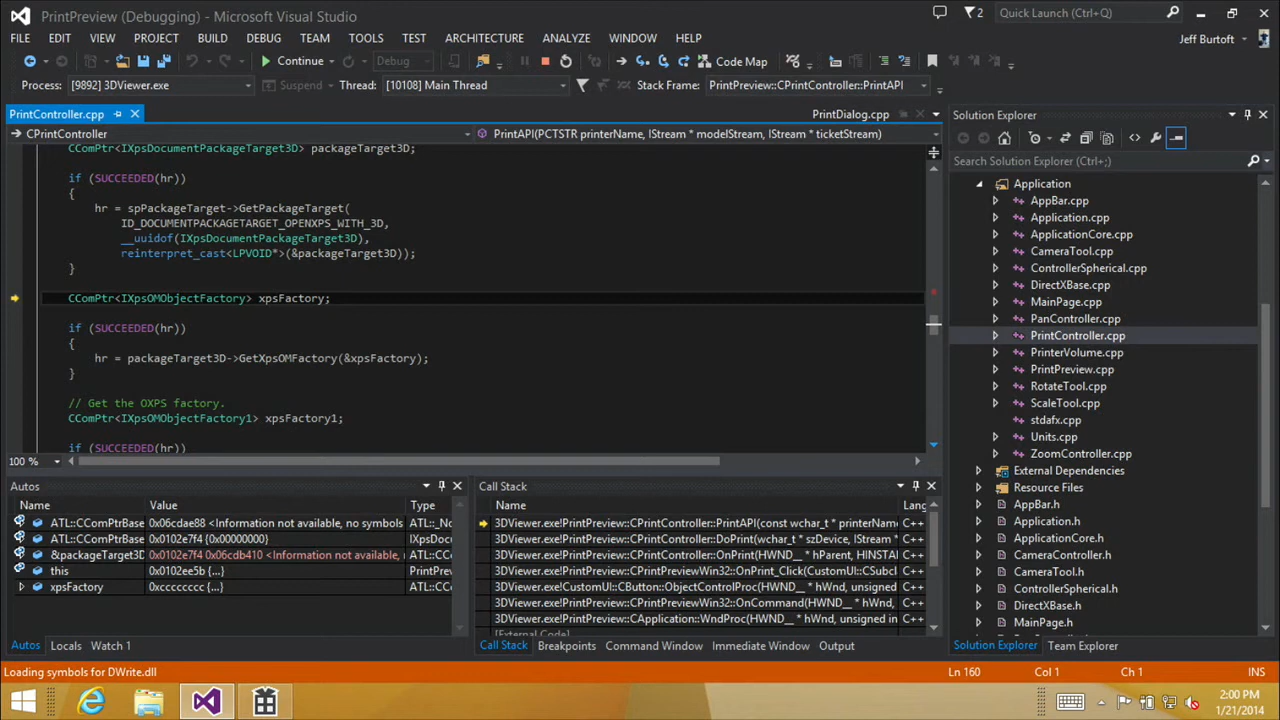 PrintPreview (Debugging) - Microsoft Visual Studio
2
Quick Launch (Ctrl+Q)
FILE EDIT VIEW PROJECT BUILD DEBUG TEAM TOOLS TEST ARCHITECTURE ANALYZE WINDOW HELP
Jeff Burtoft
Continue Debug Code Map
Process: [9892] 3DViewer.exe Suspend Thread: [10108] Main Thread Stack Frame: PrintPreview::CPrintController::PrintAPI
PrintController.cpp PrintDialog.cpp
CPrintController PrintAPI(PCTSTR printerName, IStream * modelStream, IStream * ticketStream)
CComPtr<IXpsDocumentPackageTarget3D> packageTarget3D;
if (SUCCEEDED(hr))
{
hr = spPackageTarget->GetPackageTarget(
ID_DOCUMENTPACKAGETARGET_OPENXPS_WITH_3D,
__uuidof(IXpsDocumentPackageTarget3D),
reinterpret_cast<LPVOID*>(&packageTarget3D));
}
CComPtr<IXpsOMObjectFactory> xpsFactory;
if (SUCCEEDED(hr))
{
hr = packageTarget3D->GetXpsOMFactory(&xpsFactory);
}
// Get the OXPS factory.
CComPtr<IXpsOMObjectFactory1> xpsFactory1;
if (SUCCEEDED(hr))
100 %
Autos
Name Value Type
ATL::CComPtrBase 0x06cdae88 <Information not available, no symbols ATL::_No
ATL::CComPtrBase 0x0102e7f4 {0x00000000} IXpsDoc
&packageTarget3D 0x0102e7f4 {0x06cdb410 <Information not available, ATL::CC
this 0x0102ee5b {...} PrintPre
xpsFactory 0xcccccccc {...} ATL::CC
Autos Locals Watch 1
Call Stack
Name Lang
3DViewer.exe!PrintPreview::CPrintController::PrintAPI(const wchar_t * printerName C++
3DViewer.exe!PrintPreview::CPrintController::DoPrint(wchar_t * szDevice, IStream C++
3DViewer.exe!PrintPreview::CPrintController::OnPrint(HWND__ * hParent, HINSTA C++
3DViewer.exe!PrintPreview::CPrintPreviewWin32::OnPrint_Click(CustomUI::CSubcl C++
3DViewer.exe!CustomUI::CButton::ObjectControlProc(HWND__ * hWnd, unsigned C++
3DViewer.exe!PrintPreview::CPrintPreviewWin32::OnCommand(HWND__ * hWnd, C++
3DViewer.exe!PrintPreview::CApplication::WndProc(HWND__ * hWnd, unsigned in C++
[External Code]
Call Stack Breakpoints Command Window Immediate Window Output
Solution Explorer
Search Solution Explorer (Ctrl+;)
Application
AppBar.cpp
Application.cpp
ApplicationCore.cpp
CameraTool.cpp
ControllerSpherical.cpp
DirectXBase.cpp
MainPage.cpp
PanController.cpp
PrintController.cpp
PrinterVolume.cpp
PrintPreview.cpp
RotateTool.cpp
ScaleTool.cpp
stdafx.cpp
Units.cpp
ZoomController.cpp
External Dependencies
Resource Files
AppBar.h
Application.h
ApplicationCore.h
CameraController.h
CameraTool.h
ControllerSpherical.h
DirectXBase.h
MainPage.h
Solution Explorer Team Explorer
Loading symbols for DWrite.dll Ln 160 Col 1 Ch 1 INS
2:00 PM
1/21/2014